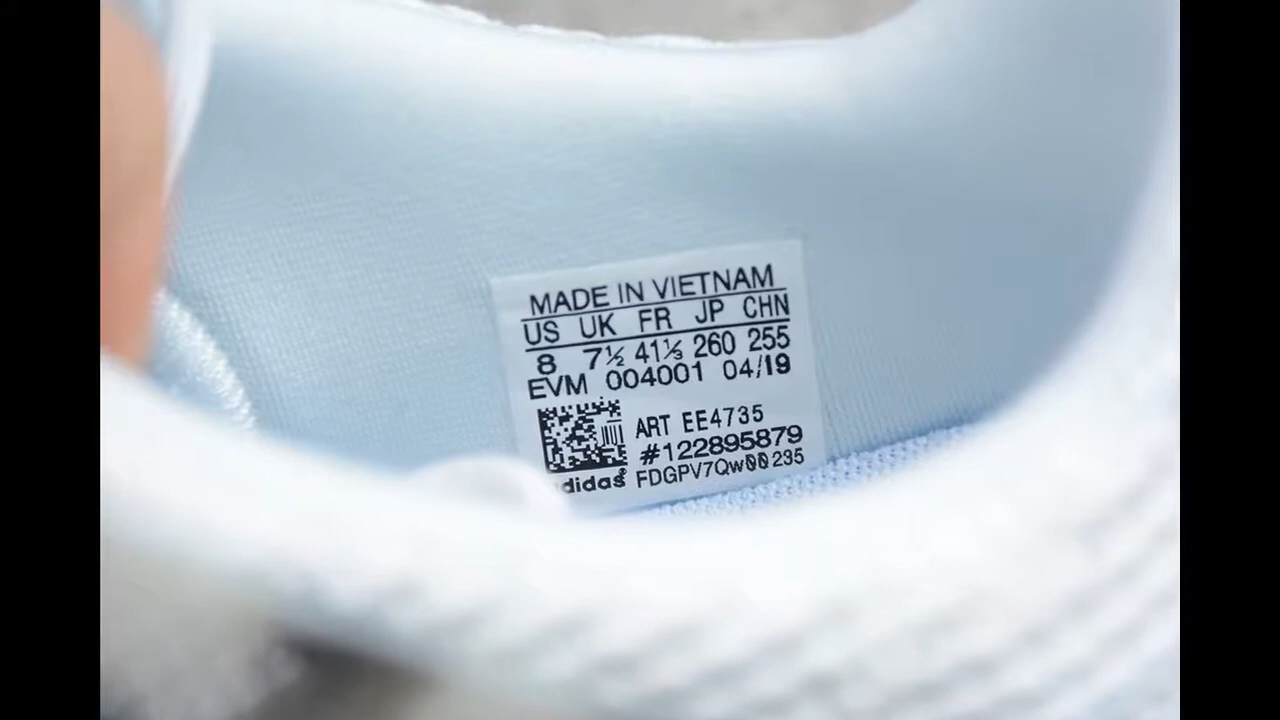 MADE IN VIETNAM
US UK FR JP CHN
8 7½ 41⅓ 260 255
EVM 004001 04/19
ART EE4735
#122895879
adidas FDGPV7Qw00235